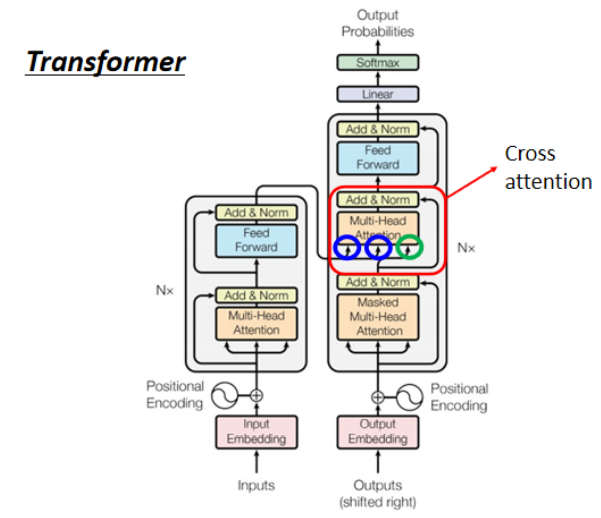 Transformer
Output
Probabilities
Softmax
Linear
Add & Norm
Feed
Forward
Add & Norm
Multi-Head
Attention
Cross
attention
Nx
Add & Norm
Masked
Multi-Head
Attention
Add & Norm
Feed
Forward
Nx
Add & Norm
Multi-Head
Attention
Positional
Encoding
Positional
Encoding
Input
Embedding
Output
Embedding
Inputs
Outputs
(shifted right)